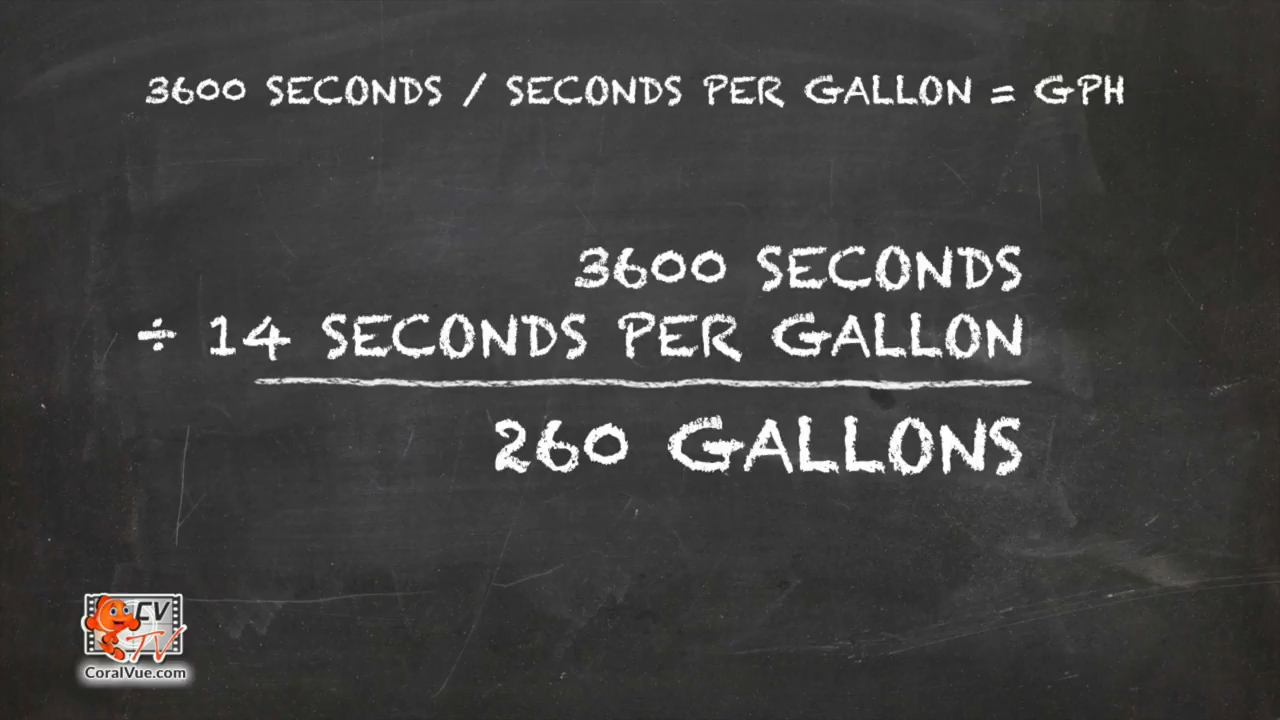 3600 SECONDS / SECONDS PER GALLON = GPH
3600 SECONDS
÷ 14 SECONDS PER GALLON
260 GALLONS
CV
TV
CoralVue.com